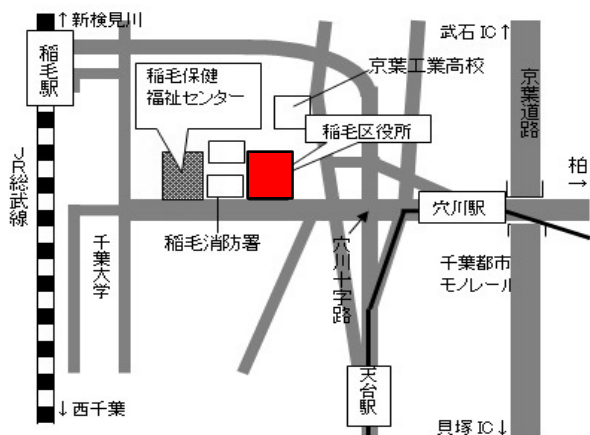 ↑新検見川
稲毛駅
JR総武線
↓西千葉
千葉大学
稲毛保健
福祉センター
稲毛消防署
京葉工業高校
稲毛区役所
穴川十字路
天台駅
穴川駅
千葉都市
モノレール
武石IC↑
京葉道路
柏
→
貝塚IC↓